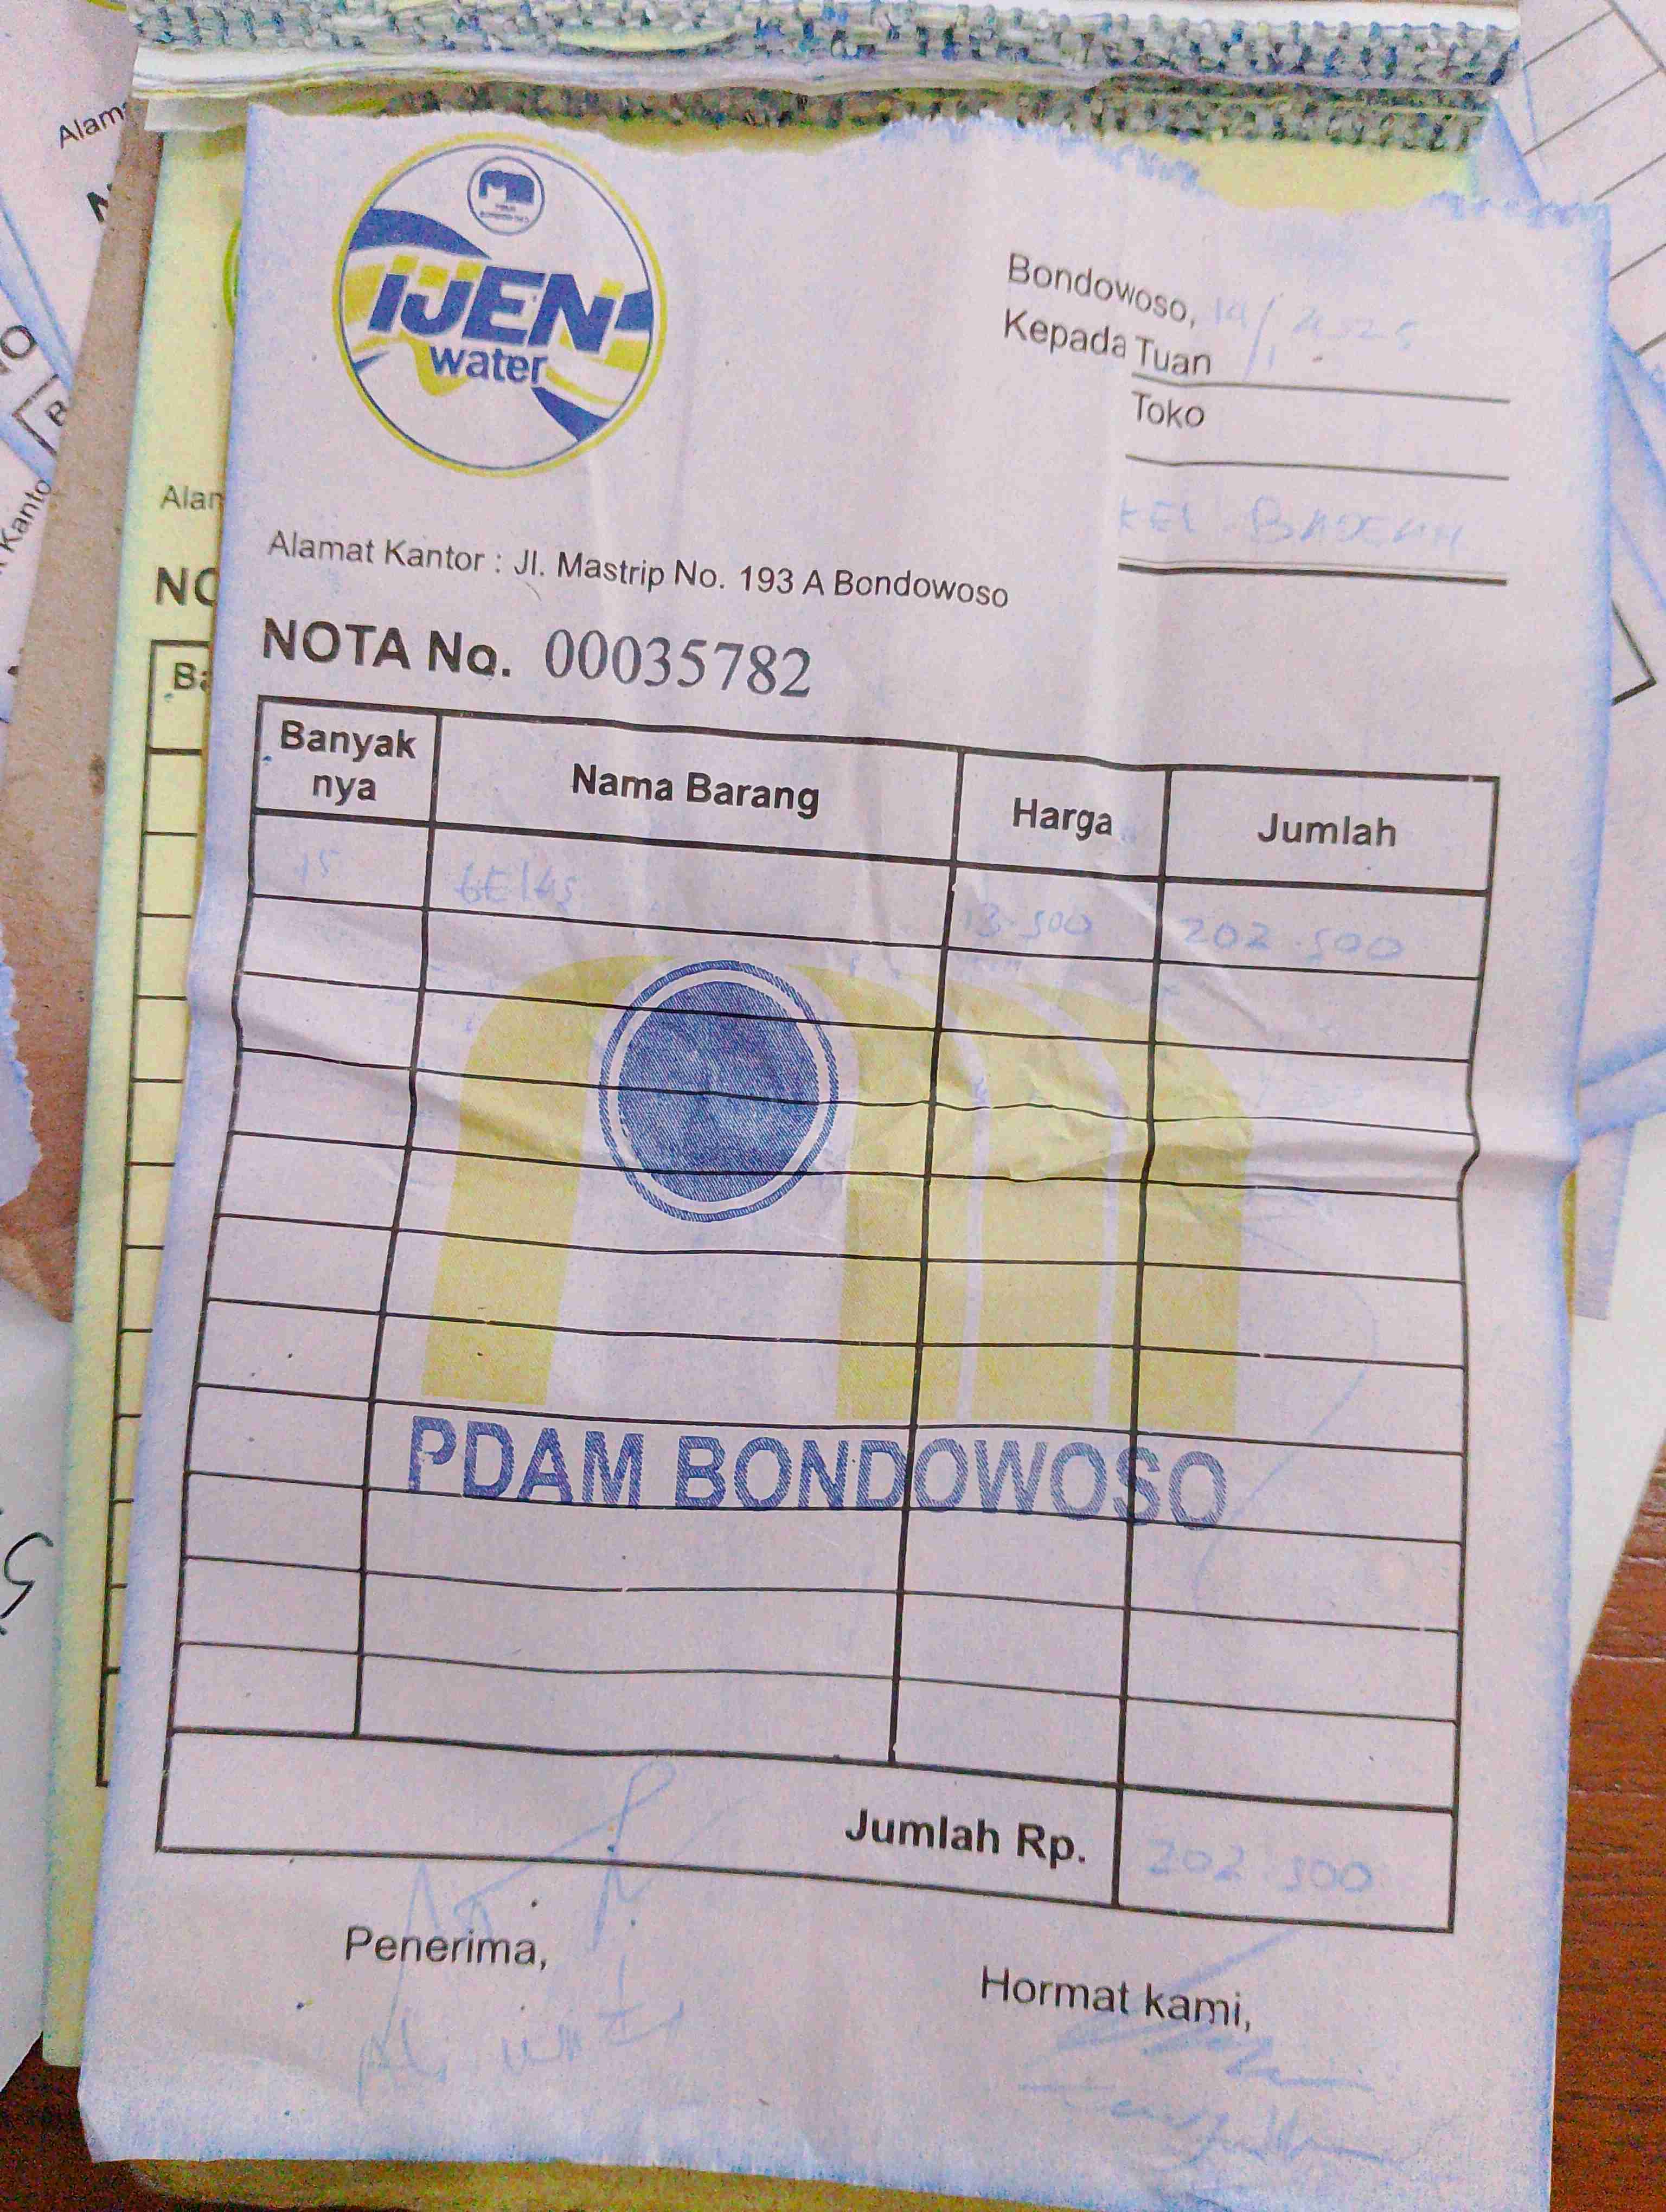 IJEN
water
Bondowoso, 14/1 2025
Kepada Tuan
Toko
KEL BADEAN
Alamat Kantor : Jl. Mastrip No. 193 A Bondowoso
NOTA No. 00035782
Banyak nya Nama Barang Harga Jumlah
15 GELAS 13.500 202.500
PDAM BONDOWOSO
Jumlah Rp. 202.500
Penerima,
Hormat kami,